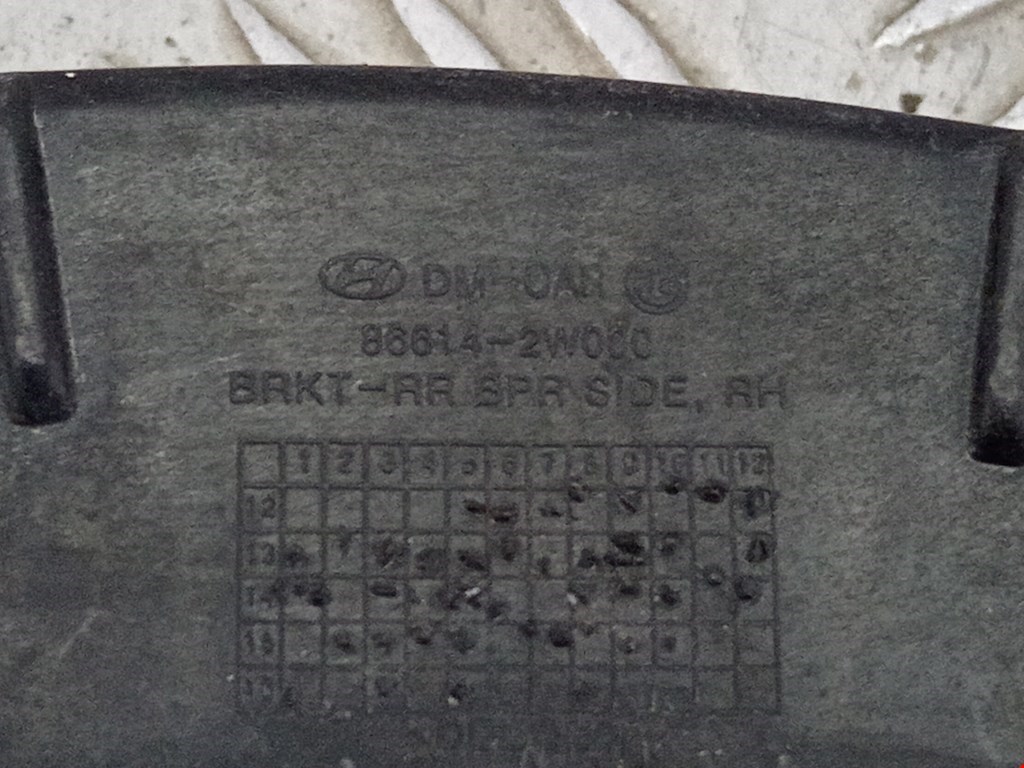 DM-CAR
86614-2W000
BRKT-RR BPR SIDE, RH
1 2 3 4 5 6 7 8 9 10 11 12
12
13
14
15